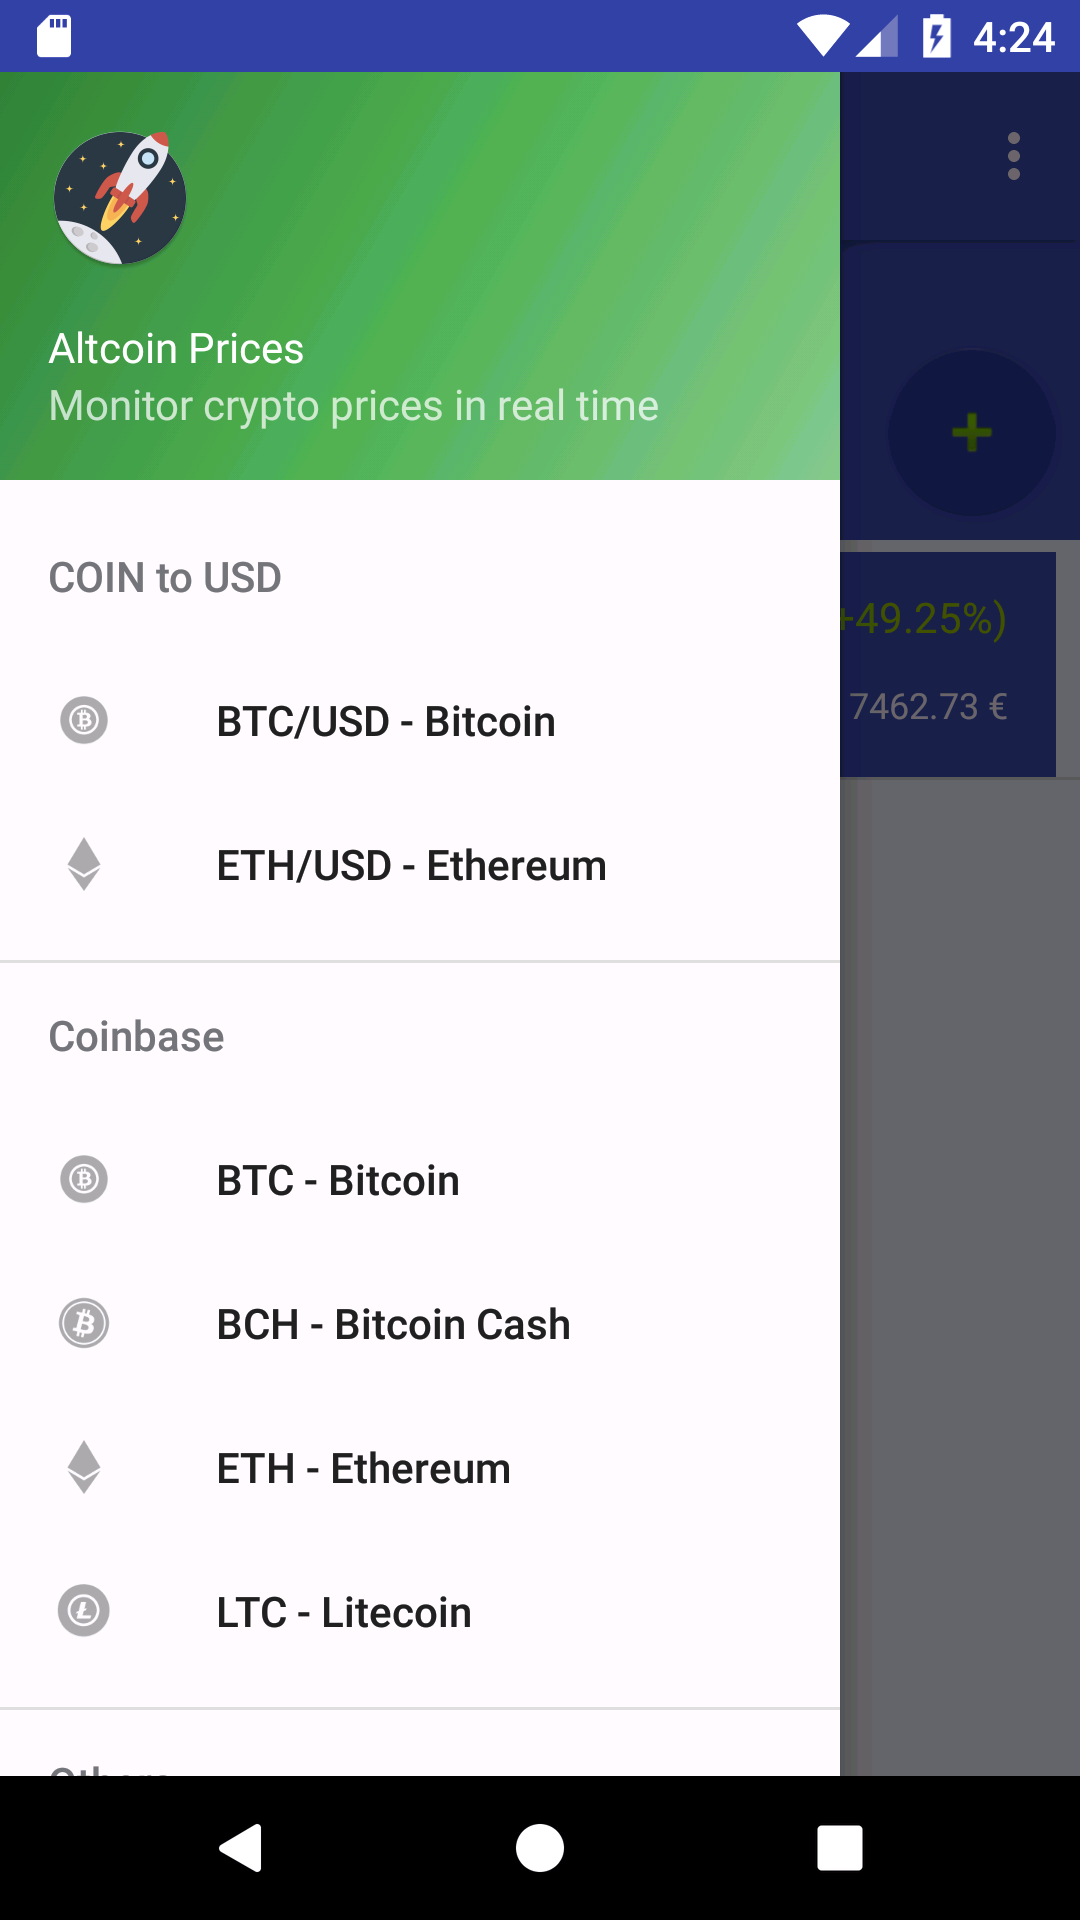 4:24
Altcoin Prices
Monitor crypto prices in real time
+49.25%)
7462.73 €
COIN to USD
BTC/USD - Bitcoin
ETH/USD - Ethereum
Coinbase
BTC - Bitcoin
BCH - Bitcoin Cash
ETH - Ethereum
LTC - Litecoin